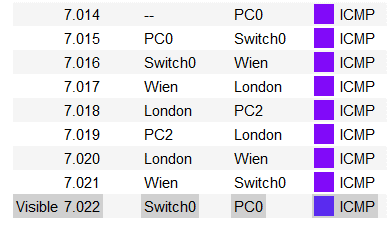 7.014 -- PC0 ICMP
7.015 PC0 Switch0 ICMP
7.016 Switch0 Wien ICMP
7.017 Wien London ICMP
7.018 London PC2 ICMP
7.019 PC2 London ICMP
7.020 London Wien ICMP
7.021 Wien Switch0 ICMP
Visible 7.022 Switch0 PC0 ICMP